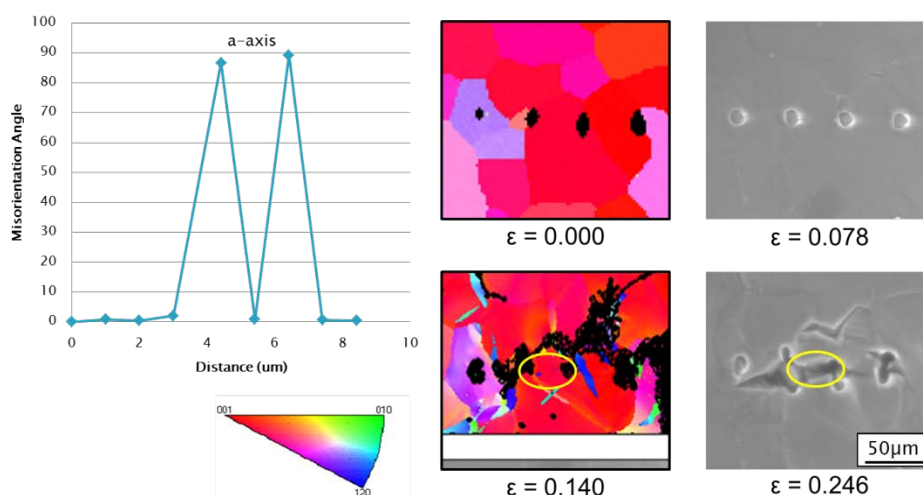 a-axis
Misorientation Angle
100
90
80
70
60
50
40
30
20
10
0
0 2 4 6 8 10
Distance (um)
001 010
120
ε = 0.000
ε = 0.078
ε = 0.140
50µm
ε = 0.246